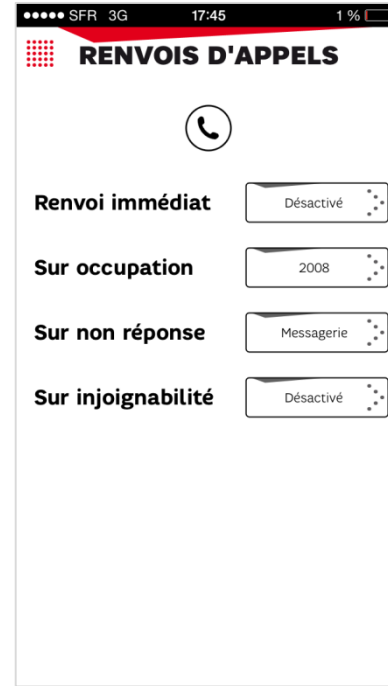 SFR 3G 17:45 1 %
RENVOIS D'APPELS
Renvoi immédiat Désactivé
Sur occupation 2008
Sur non réponse Messagerie
Sur injoignabilité Désactivé